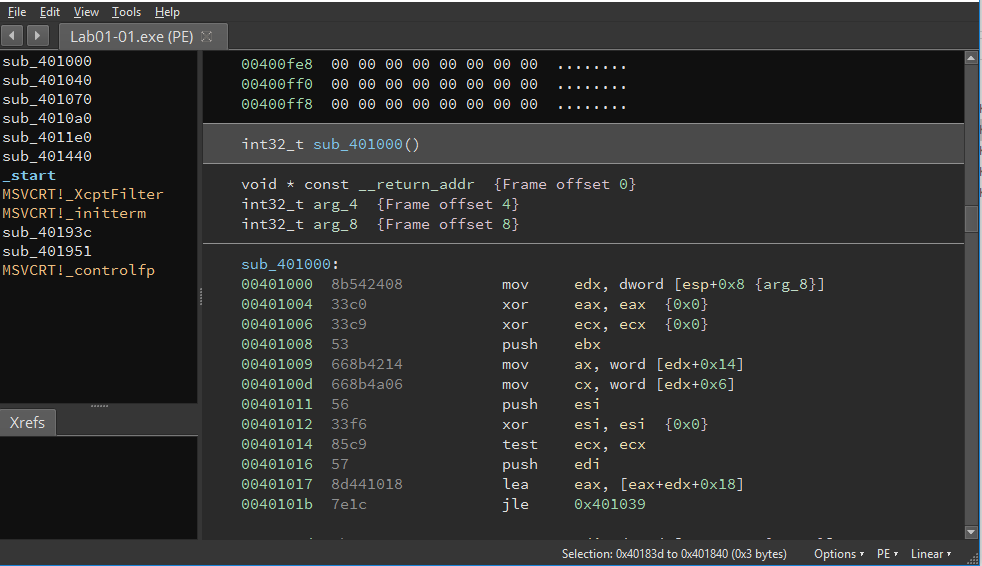 File Edit View Tools Help
Lab01-01.exe (PE)
sub_401000
sub_401040
sub_401070
sub_4010a0
sub_4011e0
sub_401440
_start
MSVCRT!_XcptFilter
MSVCRT!_initterm
sub_40193c
sub_401951
MSVCRT!_controlfp
Xrefs
00400fe8 00 00 00 00 00 00 00 00 ........
00400ff0 00 00 00 00 00 00 00 00 ........
00400ff8 00 00 00 00 00 00 00 00 ........
int32_t sub_401000()
void * const __return_addr {Frame offset 0}
int32_t arg_4 {Frame offset 4}
int32_t arg_8 {Frame offset 8}
sub_401000:
00401000 8b542408 mov edx, dword [esp+0x8 {arg_8}]
00401004 33c0 xor eax, eax {0x0}
00401006 33c9 xor ecx, ecx {0x0}
00401008 53 push ebx
00401009 668b4214 mov ax, word [edx+0x14]
0040100d 668b4a06 mov cx, word [edx+0x6]
00401011 56 push esi
00401012 33f6 xor esi, esi {0x0}
00401014 85c9 test ecx, ecx
00401016 57 push edi
00401017 8d441018 lea eax, [eax+edx+0x18]
0040101b 7e1c jle 0x401039
Selection: 0x40183d to 0x401840 (0x3 bytes) Options PE Linear